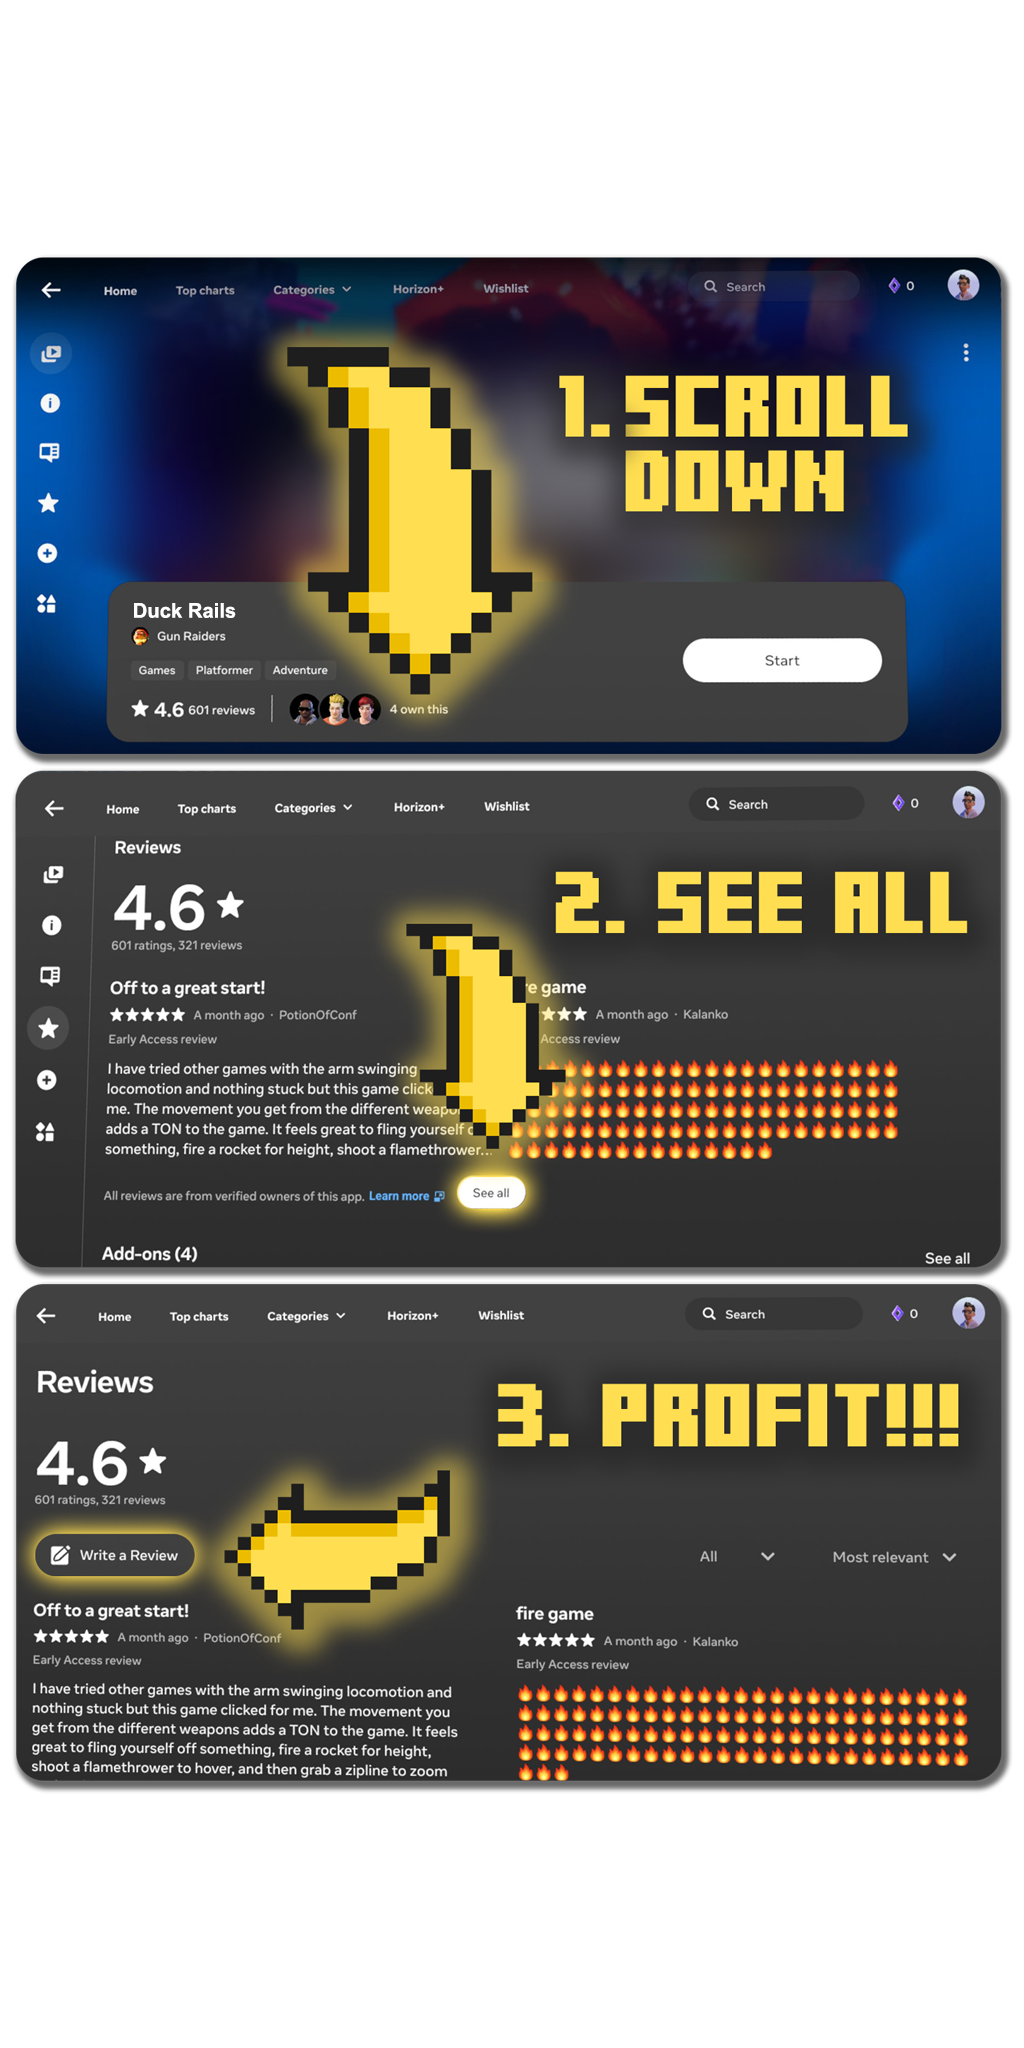 Home Top charts Categories Horizon+ Wishlist Search 0
1. SCROLL
DOWN
Duck Rails
Gun Raiders
Games Platformer Adventure
Start
4.6 601 reviews 4 own this
Home Top charts Categories Horizon+ Wishlist Search 0
Reviews
4.6
2. SEE ALL
601 ratings, 321 reviews
Off to a great start!
A month ago · PotionOfConf
Early Access review
I have tried other games with the arm swinging
locomotion and nothing stuck but this game
me. The movement you get from the different
adds a TON to the game. It feels great to fling yourself
something, fire a rocket for height, shoot a flamethrower...
game
A month ago · Kalanko
Access review
🔥🔥🔥🔥🔥🔥🔥🔥🔥🔥🔥🔥🔥🔥🔥🔥🔥🔥🔥🔥
🔥🔥🔥🔥🔥🔥🔥🔥🔥🔥🔥🔥🔥🔥🔥🔥🔥🔥🔥🔥
🔥🔥🔥🔥🔥🔥🔥🔥🔥🔥🔥🔥🔥🔥🔥🔥🔥🔥🔥🔥🔥
🔥🔥🔥🔥🔥🔥🔥🔥🔥🔥🔥🔥🔥🔥🔥🔥🔥🔥🔥🔥🔥🔥
🔥🔥🔥🔥🔥🔥🔥🔥🔥🔥🔥🔥🔥🔥🔥
All reviews are from verified owners of this app. Learn more See all
Add-ons (4) See all
Home Top charts Categories Horizon+ Wishlist Search 0
Reviews
3. PROFIT!!!
4.6
601 ratings, 321 reviews
Write a Review
All Most relevant
Off to a great start!
A month ago · PotionOfConf
Early Access review
I have tried other games with the arm swinging locomotion and
nothing stuck but this game clicked for me. The movement you
get from the different weapons adds a TON to the game. It feels
great to fling yourself off something, fire a rocket for height,
shoot a flamethrower to hover, and then grab a zipline to zoom
fire game
A month ago · Kalanko
Early Access review
🔥🔥🔥🔥🔥🔥🔥🔥🔥🔥🔥🔥🔥🔥🔥🔥🔥🔥🔥🔥🔥🔥🔥🔥🔥
🔥🔥🔥🔥🔥🔥🔥🔥🔥🔥🔥🔥🔥🔥🔥🔥🔥🔥🔥🔥🔥🔥🔥🔥🔥
🔥🔥🔥🔥🔥🔥🔥🔥🔥🔥🔥🔥🔥🔥🔥🔥🔥🔥🔥🔥🔥🔥🔥🔥🔥
🔥🔥🔥🔥🔥🔥🔥🔥🔥🔥🔥🔥🔥🔥🔥🔥🔥🔥🔥🔥🔥🔥🔥🔥🔥
🔥🔥🔥